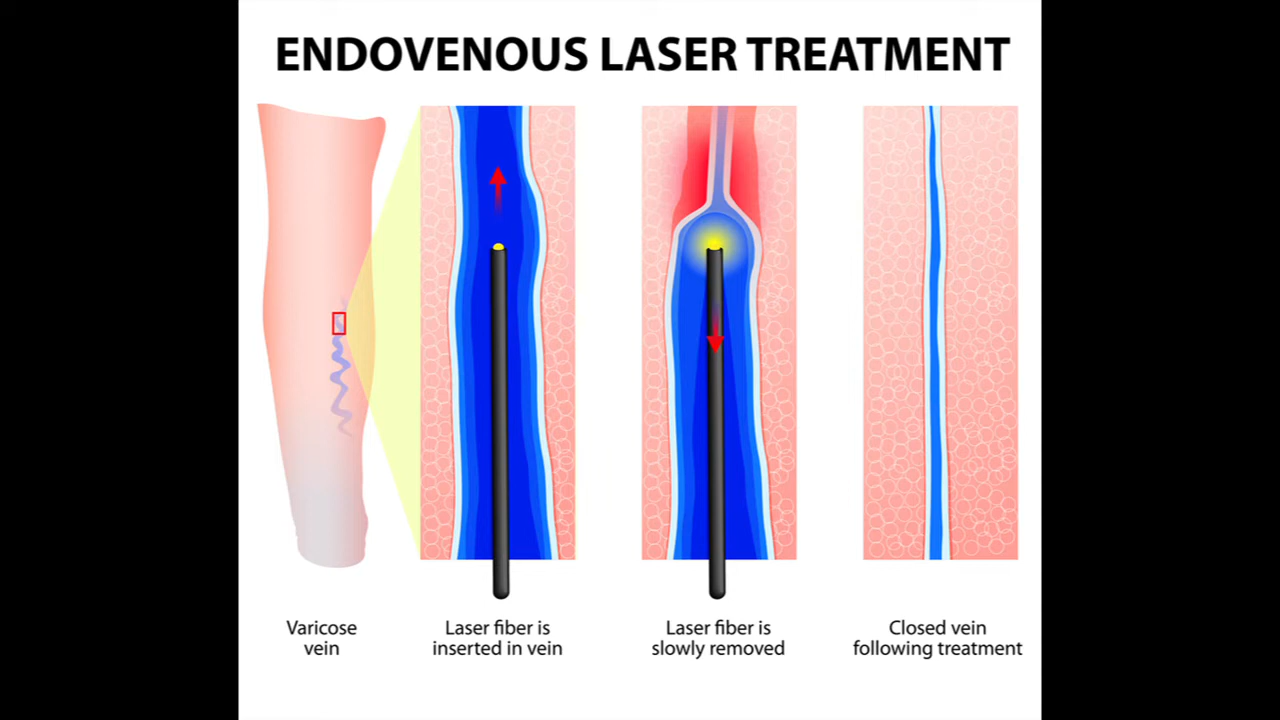 ENDOVENOUS LASER TREATMENT
Varicose
vein
Laser fiber is
inserted in vein
Laser fiber is
slowly removed
Closed vein
following treatment